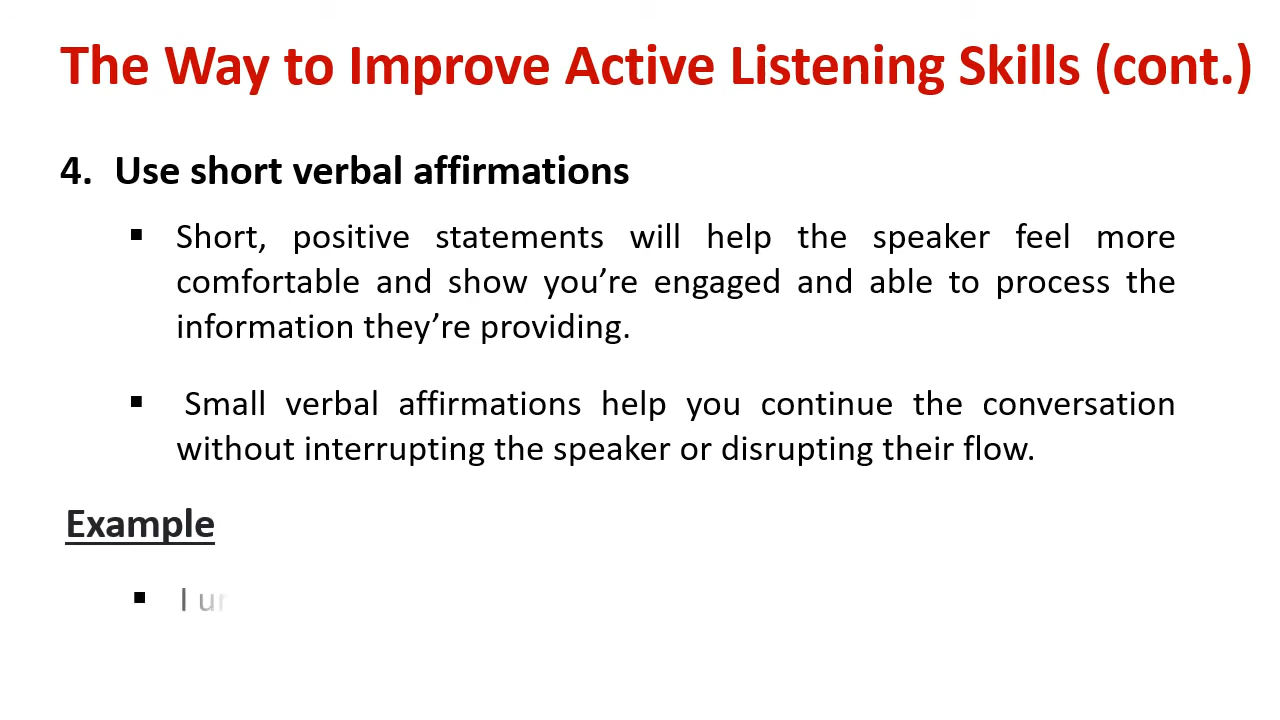 The Way to Improve Active Listening Skills (cont.)
4. Use short verbal affirmations
▪ Short, positive statements will help the speaker feel more
comfortable and show you’re engaged and able to process the
information they’re providing.
▪ Small verbal affirmations help you continue the conversation
without interrupting the speaker or disrupting their flow.
Example
▪ I